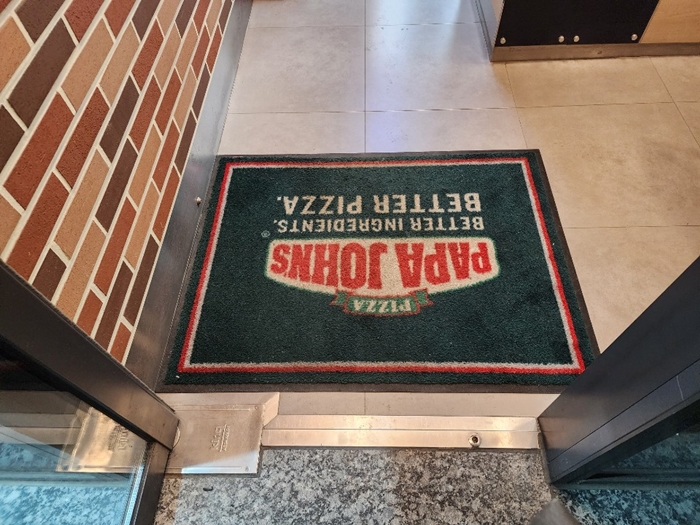 PIZZA
PAPA JOHNS
BETTER INGREDIENTS.
BETTER PIZZA.